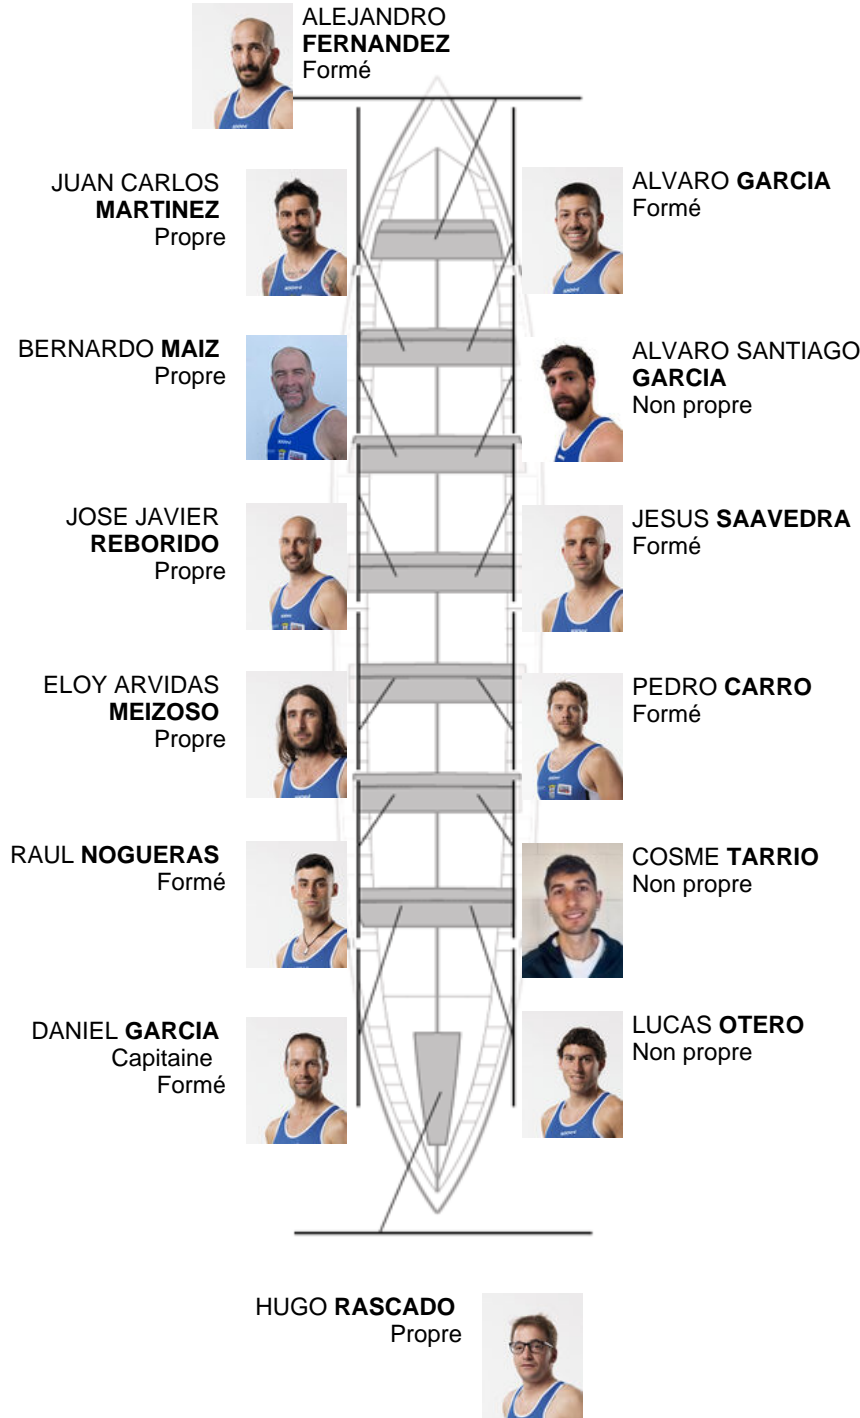 ALEJANDRO
FERNANDEZ
Formé
JUAN CARLOS
MARTINEZ
Propre
ALVARO GARCIA
Formé
BERNARDO MAIZ
Propre
ALVARO SANTIAGO
GARCIA
Non propre
JOSE JAVIER
REBORIDO
Propre
JESUS SAAVEDRA
Formé
ELOY ARVIDAS
MEIZOSO
Propre
PEDRO CARRO
Formé
RAUL NOGUERAS
Formé
COSME TARRIO
Non propre
DANIEL GARCIA
Capitaine
Formé
LUCAS OTERO
Non propre
HUGO RASCADO
Propre